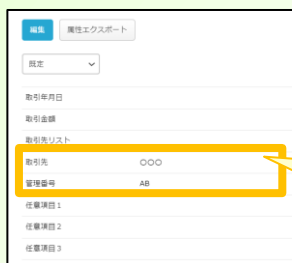 編集 属性エクスポート
既定
取引年月日
取引金額
取引先リスト
取引先 〇〇〇
管理番号 AB
任意項目1
任意項目2
任意項目3